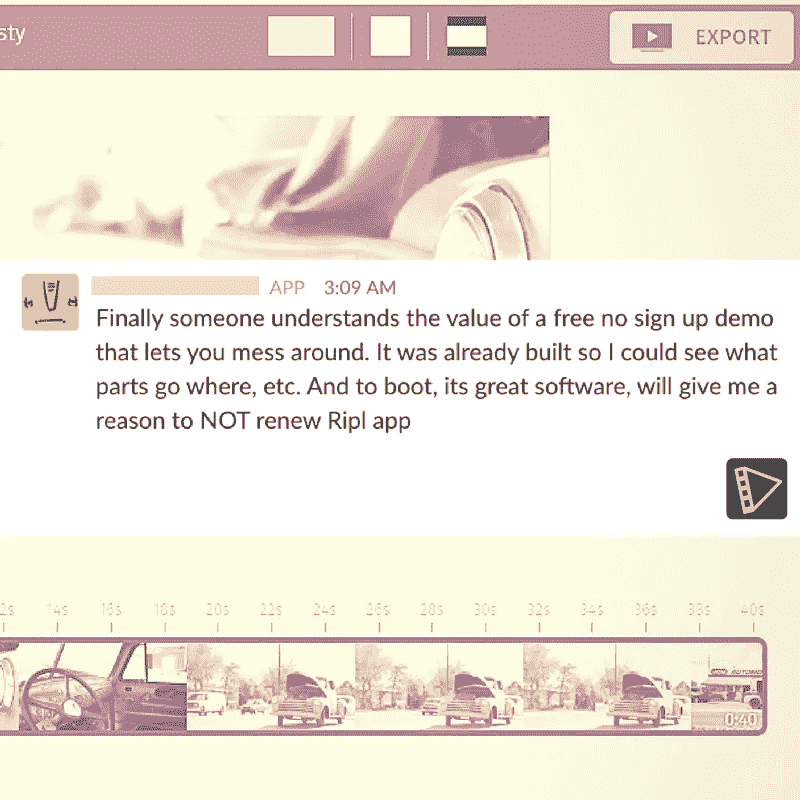 sty
EXPORT
APP 3:09 AM
Finally someone understands the value of a free no sign up demo
that lets you mess around. It was already built so I could see what
parts go where, etc. And to boot, its great software, will give me a
reason to NOT renew Ripl app
2s 14s 16s 18s 20s 22s 24s 26s 28s 30s 32s 34s 36s 38s 40s
0:40